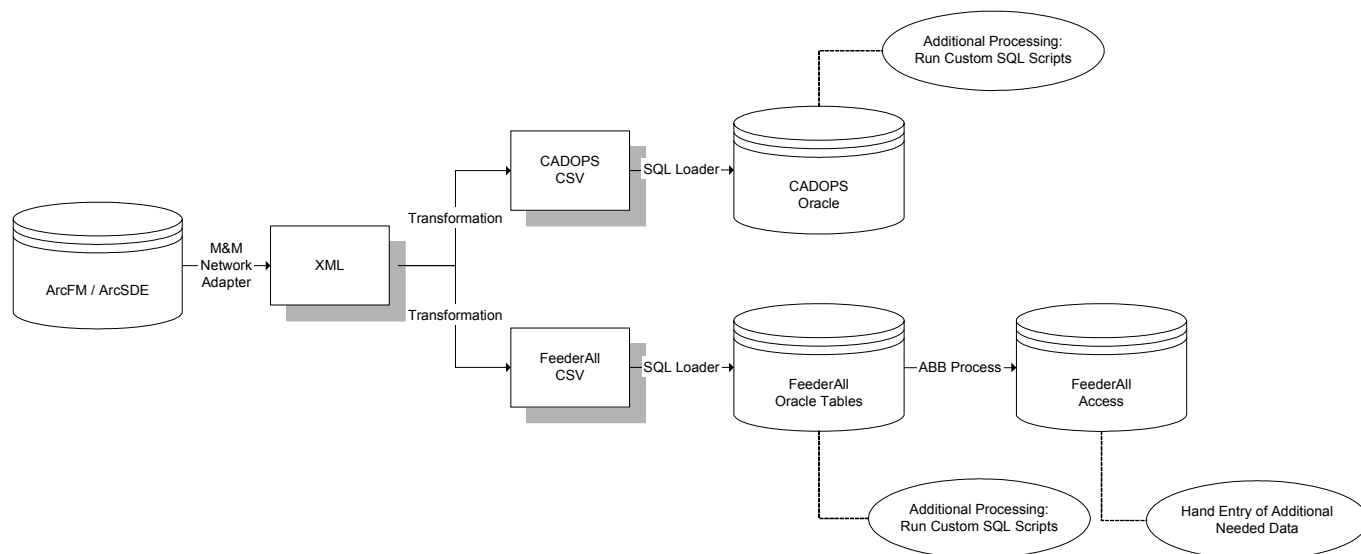 Additional Processing:
Run Custom SQL Scripts
CADOPS
CSV
SQL Loader
CADOPS
Oracle
Transformation
ArcFM / ArcSDE
M&M
Network
Adapter
XML
Transformation
FeederAll
CSV
SQL Loader
FeederAll
Oracle Tables
ABB Process
FeederAll
Access
Additional Processing:
Run Custom SQL Scripts
Hand Entry of Additional
Needed Data